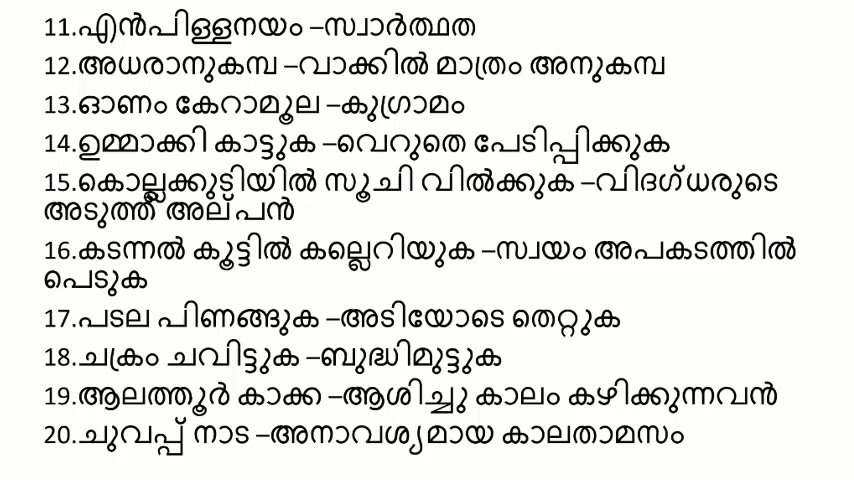 11.എൻപിള്ളനയം –സ്വാർത്ഥത
12.അധരാനുകമ്പ –വാക്കിൽ മാത്രം അനുകമ്പ
13.ഓണം കേറാമൂല –കുഗ്രാമം
14.ഉമ്മാക്കി കാട്ടുക –വെറുതെ പേടിപ്പിക്കുക
15.കൊല്ലക്കുടിയിൽ സൂചി വിൽക്കുക –വിദഗ്ധരുടെ
അടുത്ത് അല്പൻ
16.കടന്നൽ കൂട്ടിൽ കല്ലെറിയുക –സ്വയം അപകടത്തിൽ
പെടുക
17.പടല പിണങ്ങുക –അടിയോടെ തെറ്റുക
18.ചക്രം ചവിട്ടുക –ബുദ്ധിമുട്ടുക
19.ആലത്തൂർ കാക്ക –ആശിച്ചു കാലം കഴിക്കുന്നവൻ
20.ചുവപ്പ് നാട –അനാവശ്യമായ കാലതാമസം